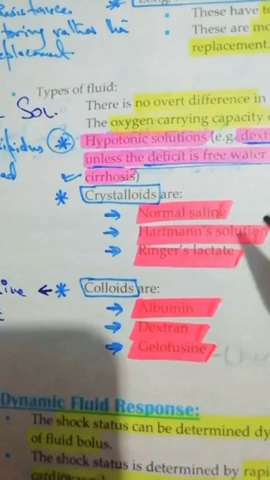 These have to
These are mo
replacement.
replacement
Types of fluid:
There is no overt difference in
The oxygen carrying capacity o
Hypotonic solutions (e.g. dext
unless the deficit is free water
cirrhosis)
Crystalloids are:
Normal saline
Hartmann's solution
Ringer's lactate
Colloids are:
Albumin
Dextran
Gelofusine
Dynamic Fluid Response:
The shock status can be determined dy
of fluid bolus.
The shock status is determined by rapi